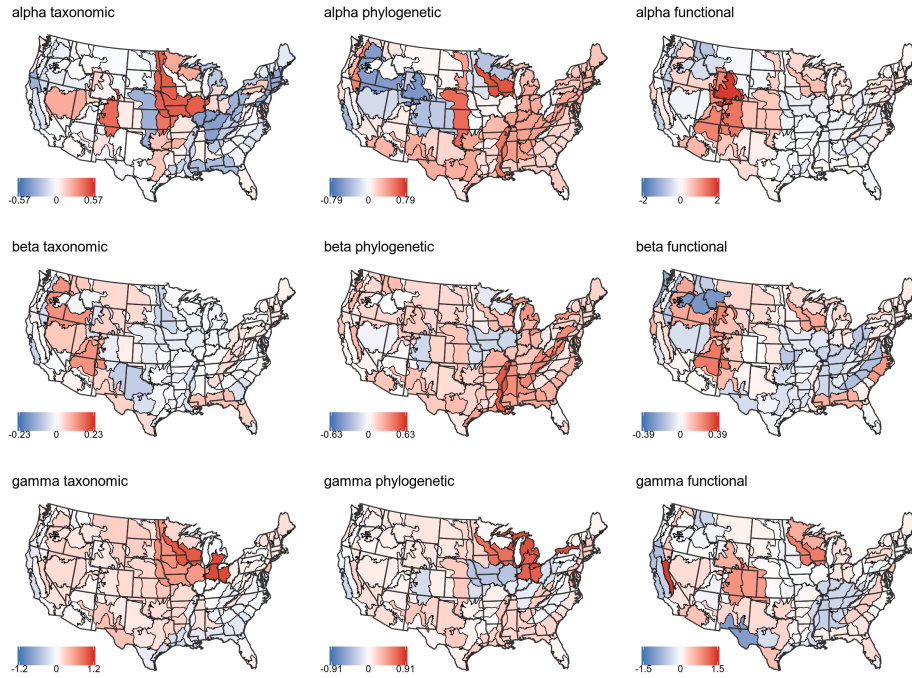 alpha taxonomic alpha phylogenetic alpha functional
-0.57 0 0.57 -0.79 0 0.79 -2 0 2
beta taxonomic beta phylogenetic beta functional
-0.23 0 0.23 -0.63 0 0.63 -0.39 0 0.39
gamma taxonomic gamma phylogenetic gamma functional
-1.2 0 1.2 -0.91 0 0.91 -1.5 0 1.5